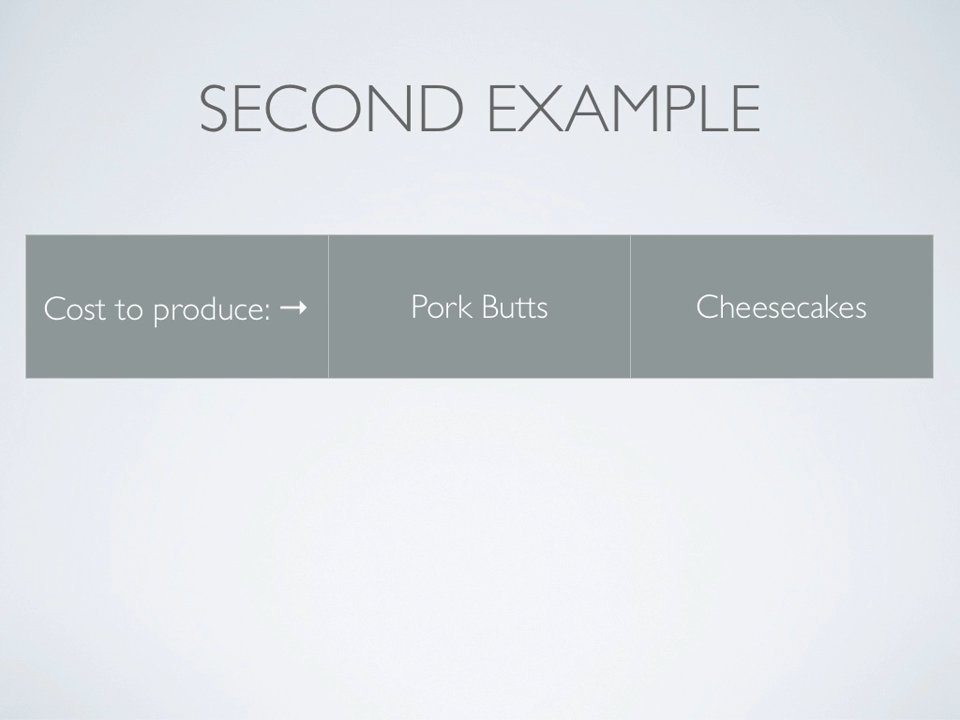 SECOND EXAMPLE
Cost to produce: → Pork Butts Cheesecakes